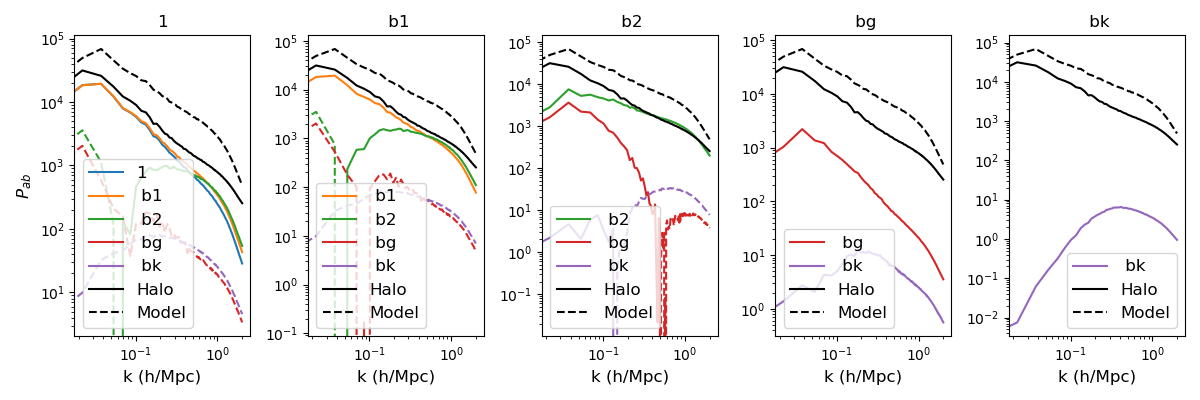 1
b1
b2
bg
bk
P_{ab}
10^5
10^4
10^3
10^2
10^1
1
b1
b2
bg
bk
Halo
Model
10^{-1}
10^0
k (h/Mpc)
10^5
10^4
10^3
10^2
10^1
10^0
10^{-1}
b1
b2
bg
bk
Halo
Model
10^{-1}
10^0
k (h/Mpc)
10^5
10^4
10^3
10^2
10^1
10^0
10^{-1}
b2
bg
bk
Halo
Model
10^{-1}
10^0
k (h/Mpc)
10^5
10^4
10^3
10^2
10^1
10^0
bg
bk
Halo
Model
10^{-1}
10^0
k (h/Mpc)
10^5
10^4
10^3
10^2
10^1
10^0
10^{-1}
10^{-2}
bk
Halo
Model
10^{-1}
10^0
k (h/Mpc)